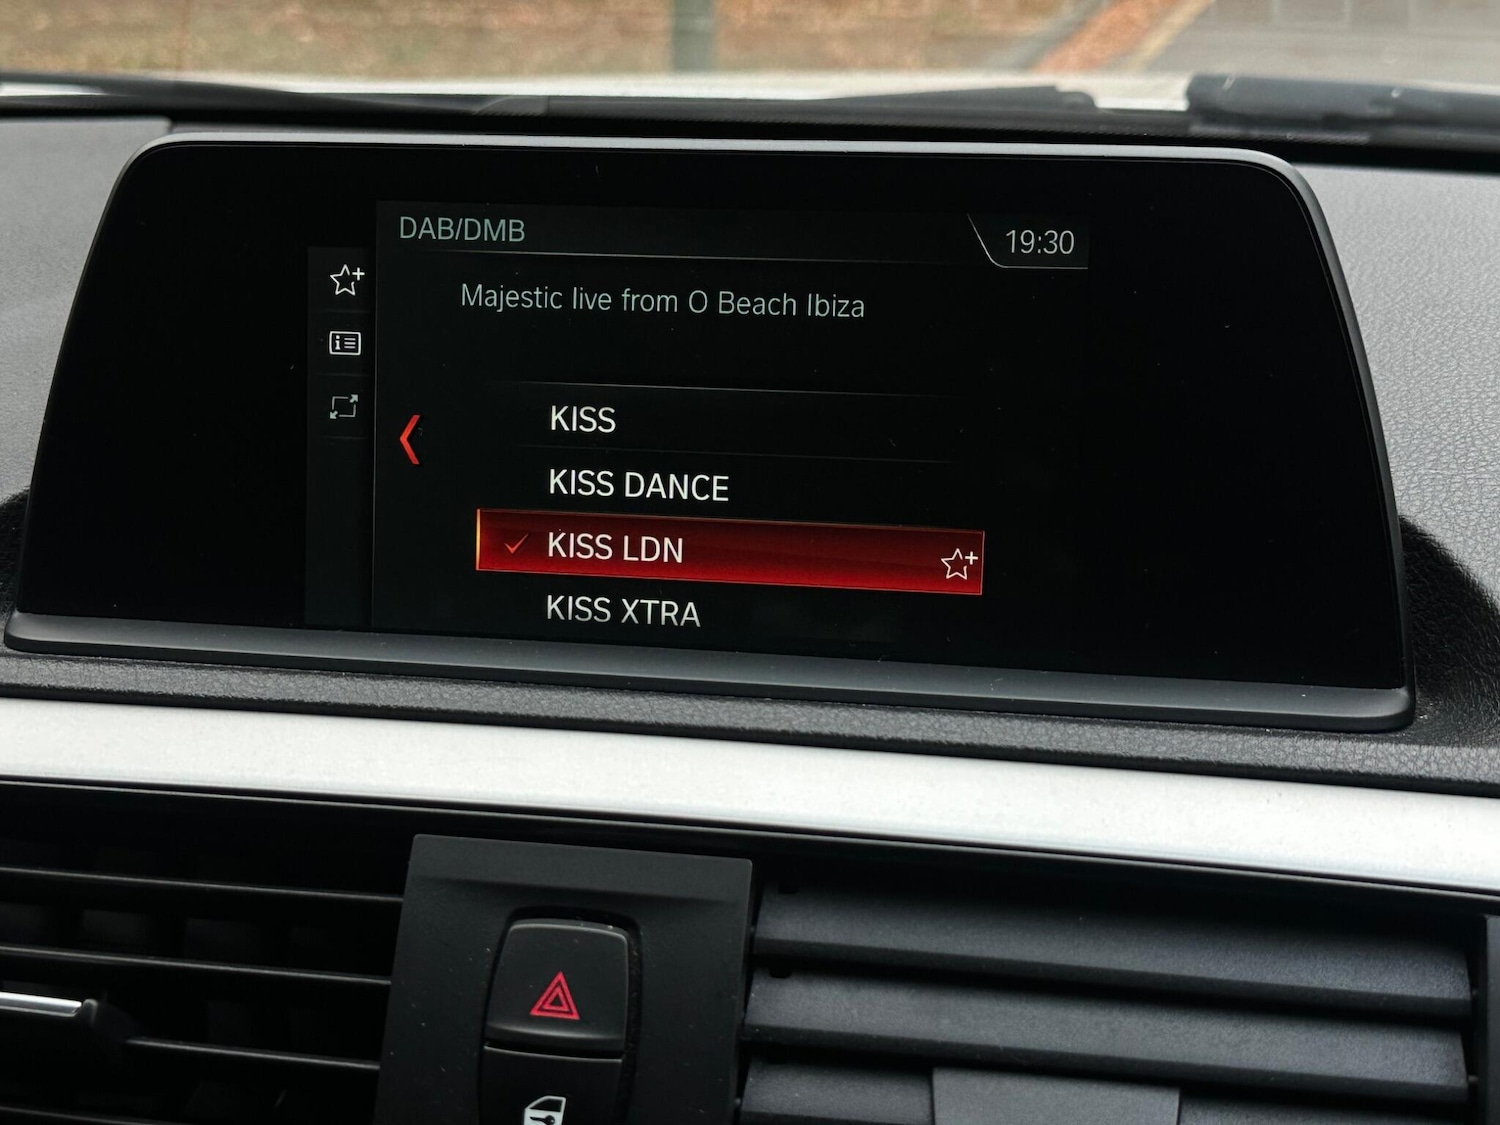 DAB/DMB
19:30
Majestic live from O Beach Ibiza
KISS
KISS DANCE
KISS LDN
KISS XTRA